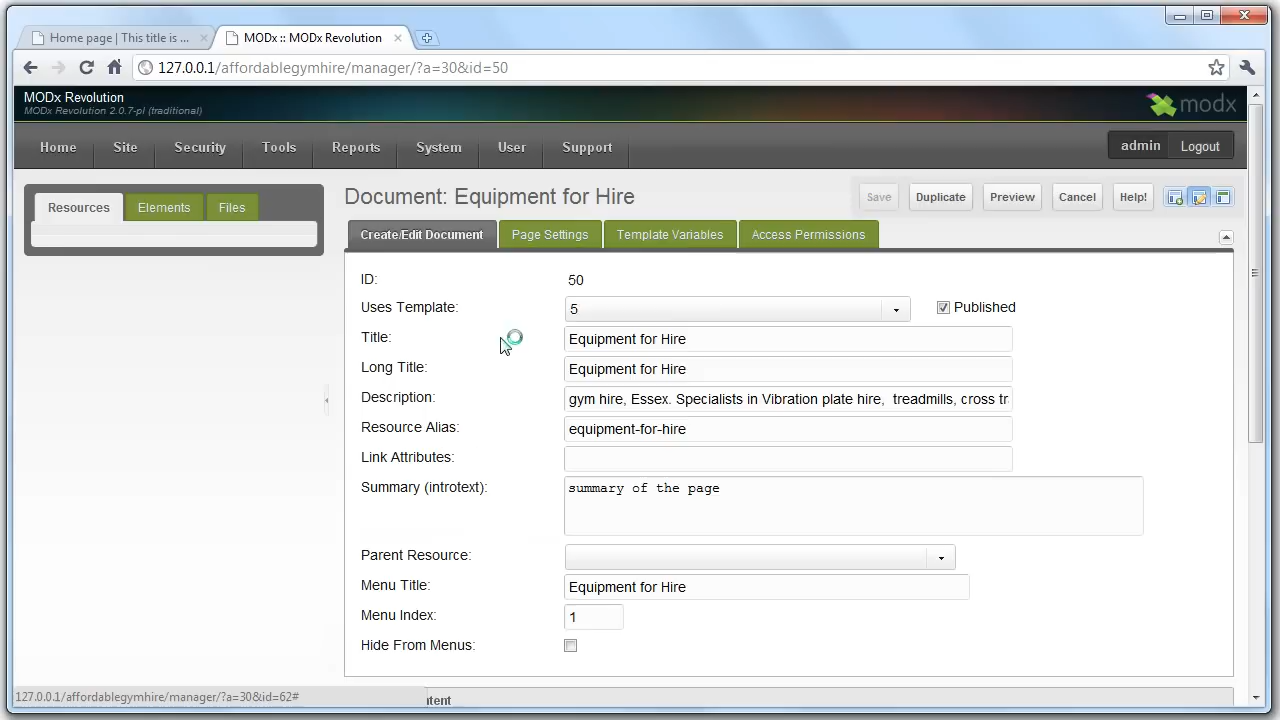 Home page | This title is ...
MODx :: MODx Revolution
127.0.0.1/affordablegymhire/manager/?a=30&id=50
MODx Revolution
MODx Revolution 2.0.7-pl (traditional)
modx
Home Site Security Tools Reports System User Support
admin Logout
Resources Elements Files
Document: Equipment for Hire
Save Duplicate Preview Cancel Help!
Create/Edit Document Page Settings Template Variables Access Permissions
ID: 50
Uses Template: 5 Published
Title: Equipment for Hire
Long Title: Equipment for Hire
Description: gym hire, Essex. Specialists in Vibration plate hire, treadmills, cross tr
Resource Alias: equipment-for-hire
Link Attributes:
Summary (introtext): summary of the page
Parent Resource:
Menu Title: Equipment for Hire
Menu Index: 1
Hide From Menus:
127.0.0.1/affordablegymhire/manager/?a=30&id=62#